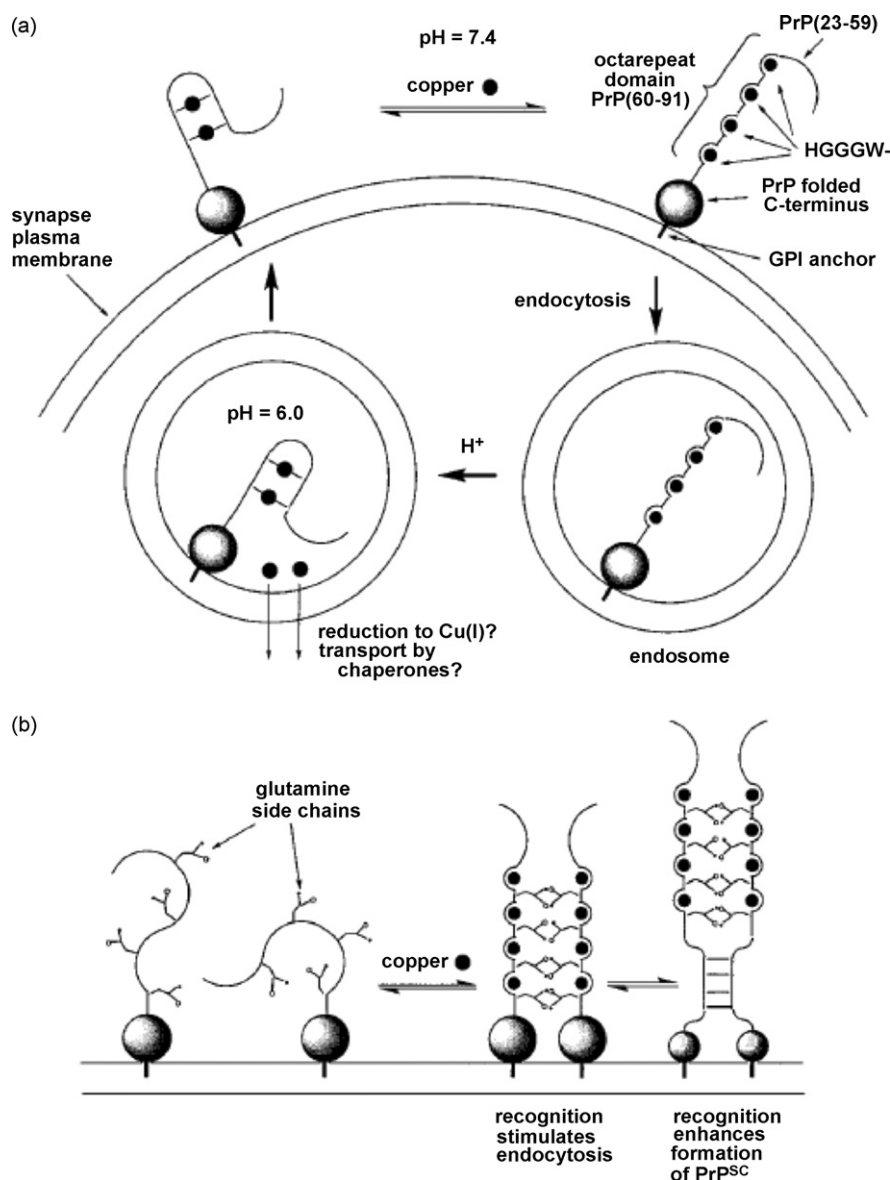 (a)
pH = 7.4
copper
PrP(23-59)
octarepeat
domain
PrP(60-91)
HGGGW-
PrP folded
C-terminus
GPI anchor
synapse
plasma
membrane
endocytosis
pH = 6.0
H+
reduction to Cu(I)?
transport by
chaperones?
endosome
(b)
glutamine
side chains
copper
recognition
stimulates
endocytosis
recognition
enhances
formation
of PrPSC